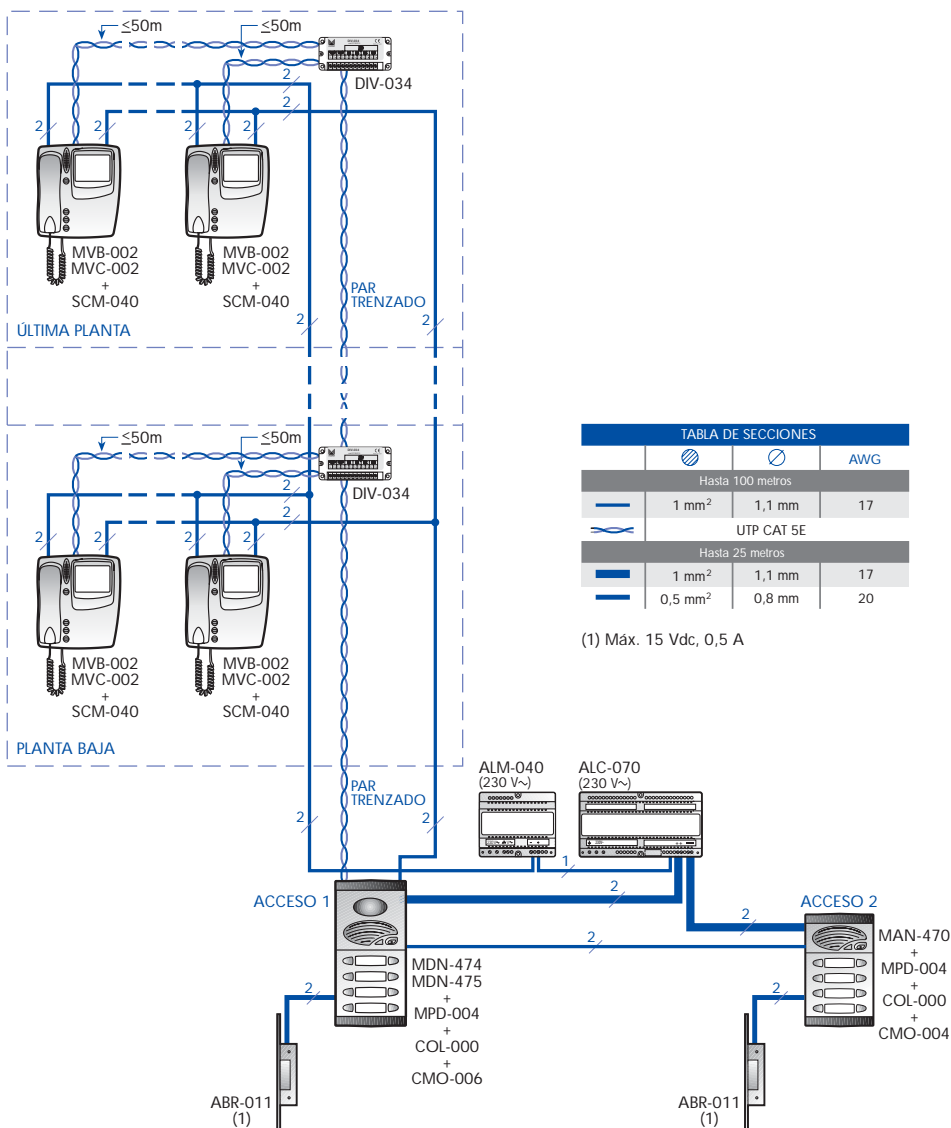 ≤50m
≤50m
DIV-034
2
2
2
2
2
2
MVB-002
MVC-002
+
SCM-040
MVB-002
MVC-002
+
SCM-040
PAR
TRENZADO
2
2
ÚLTIMA PLANTA
≤50m
≤50m
DIV-034
2
2
2
2
2
2
MVB-002
MVC-002
+
SCM-040
MVB-002
MVC-002
+
SCM-040
PLANTA BAJA
TABLA DE SECCIONES
AWG
Hasta 100 metros
1 mm² 1,1 mm 17
UTP CAT 5E
Hasta 25 metros
1 mm² 1,1 mm 17
0,5 mm² 0,8 mm 20
(1) Máx. 15 Vdc, 0,5 A
PAR
TRENZADO
2
2
ALM-040
(230 V~)
ALC-070
(230 V~)
1
ACCESO 1
2
2
2
ACCESO 2
MDN-474
MDN-475
+
MPD-004
+
COL-000
+
CMO-006
2
MAN-470
+
MPD-004
+
COL-000
+
CMO-004
2
ABR-011
(1)
ABR-011
(1)